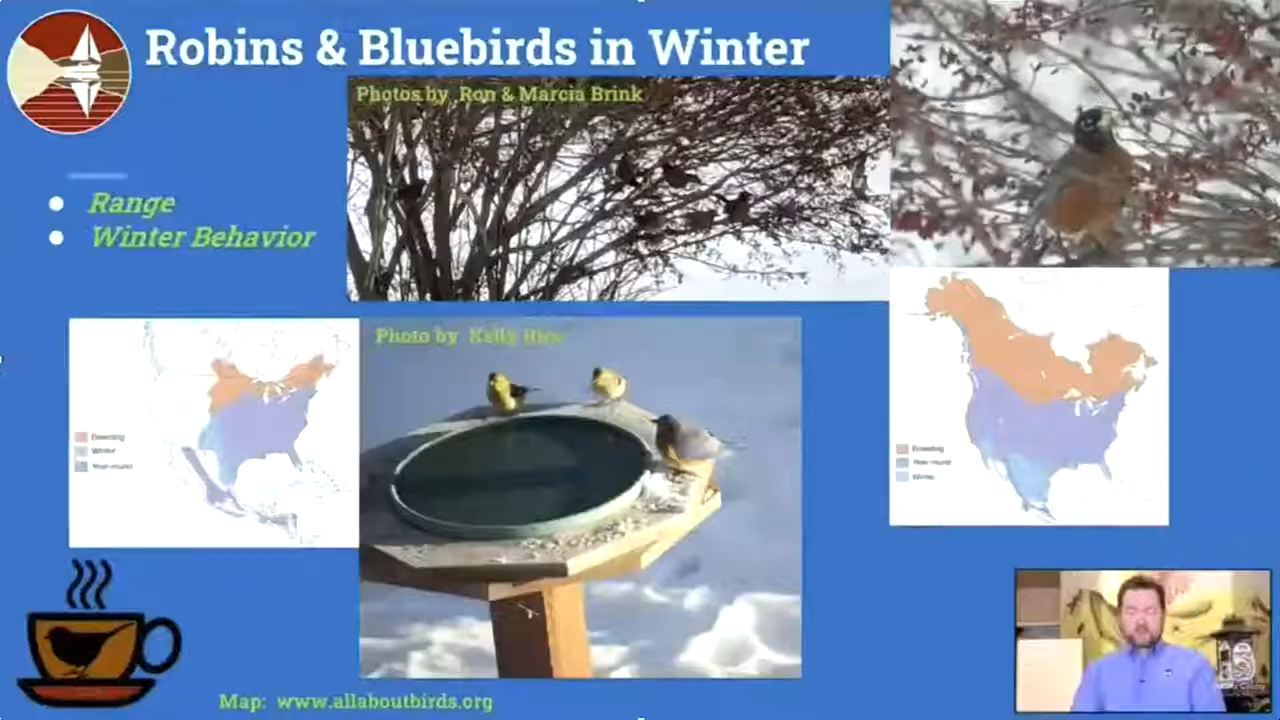 Robins & Bluebirds in Winter
Photos by Ron & Marcia Brink
Range
Winter Behavior
Photo by Kelly
Breeding
Winter
Year-round
Breeding
Year-round
Winter
Map: www.allaboutbirds.org